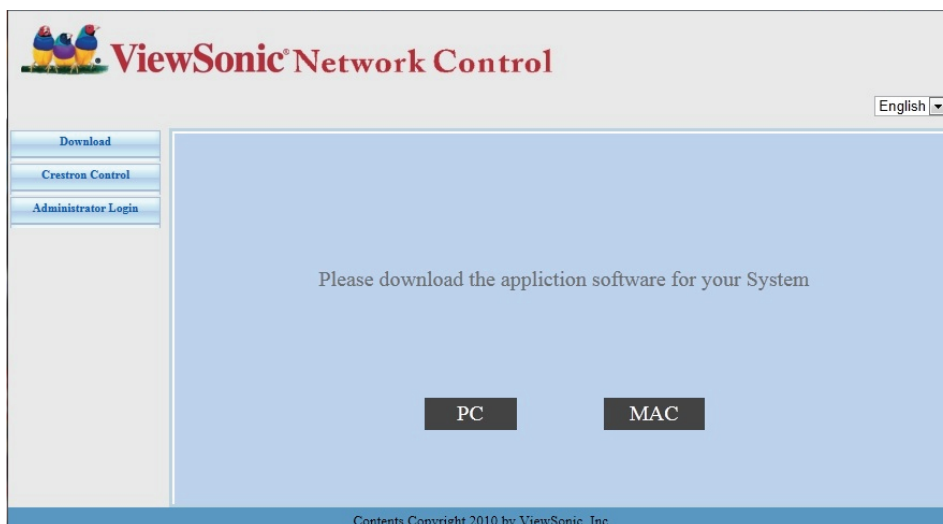 ViewSonic® Network Control
English
Download
Crestron Control
Administrator Login
Please download the appliction software for your System
PC
MAC
Contents Copyright 2010 by ViewSonic, Inc